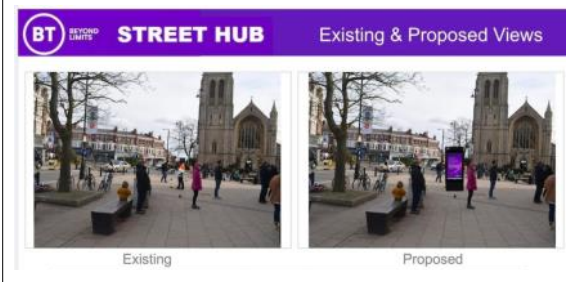 BT
BEYOND
LIMITS
STREET HUB
Existing & Proposed Views
Existing
Proposed